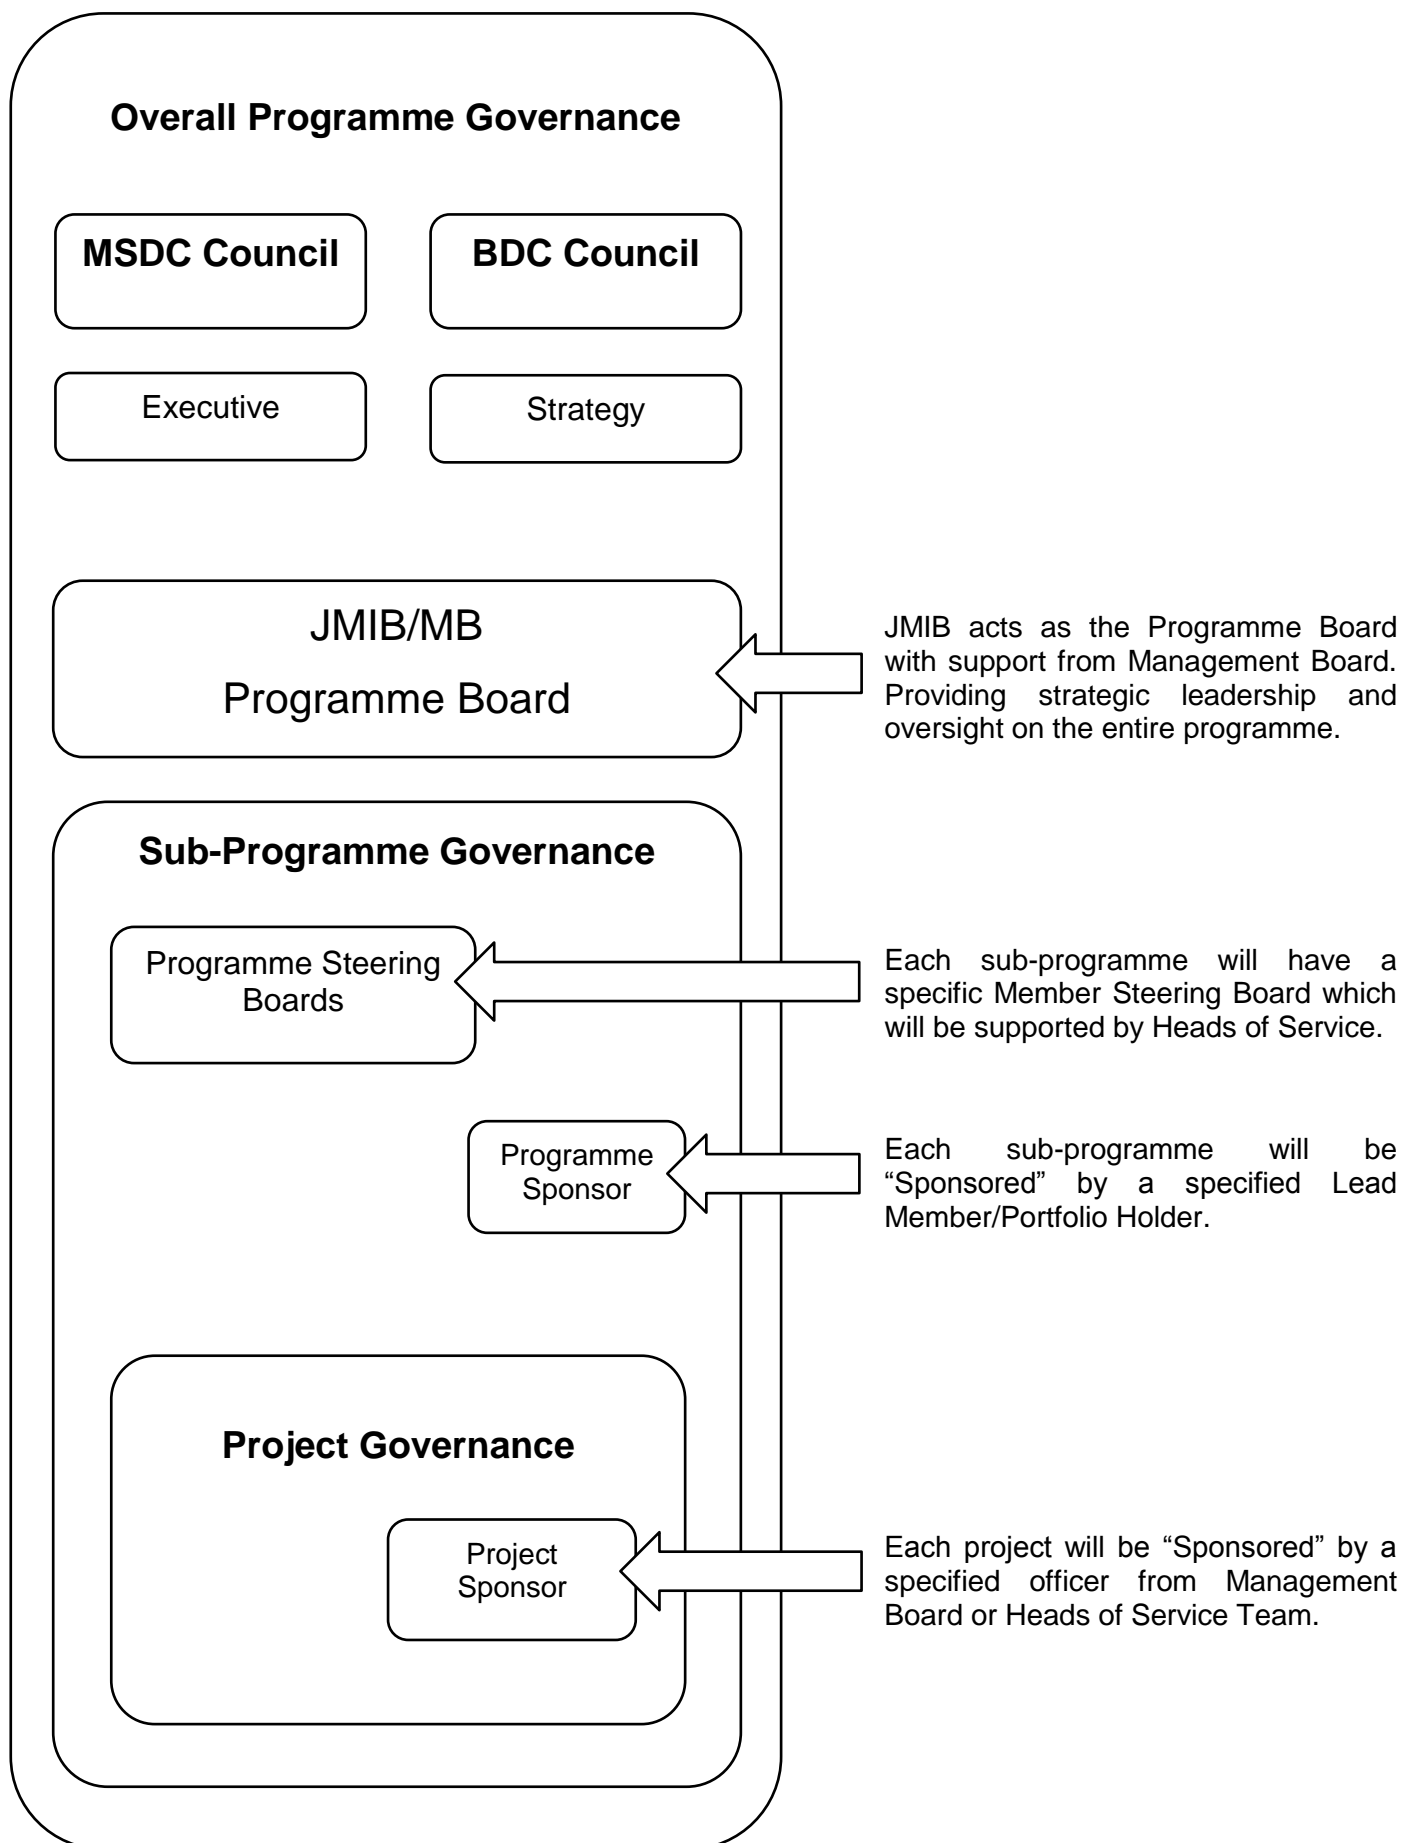 Overall Programme Governance
MSDC Council
BDC Council
Executive
Strategy
JMIB/MB
Programme Board
JMIB acts as the Programme Board
with support from Management Board.
Providing strategic leadership and
oversight on the entire programme.
Sub-Programme Governance
Programme Steering
Boards
Each sub-programme will have a
specific Member Steering Board which
will be supported by Heads of Service.
Programme
Sponsor
Each sub-programme will be
“Sponsored” by a specified Lead
Member/Portfolio Holder.
Project Governance
Project
Sponsor
Each project will be “Sponsored” by a
specified officer from Management
Board or Heads of Service Team.